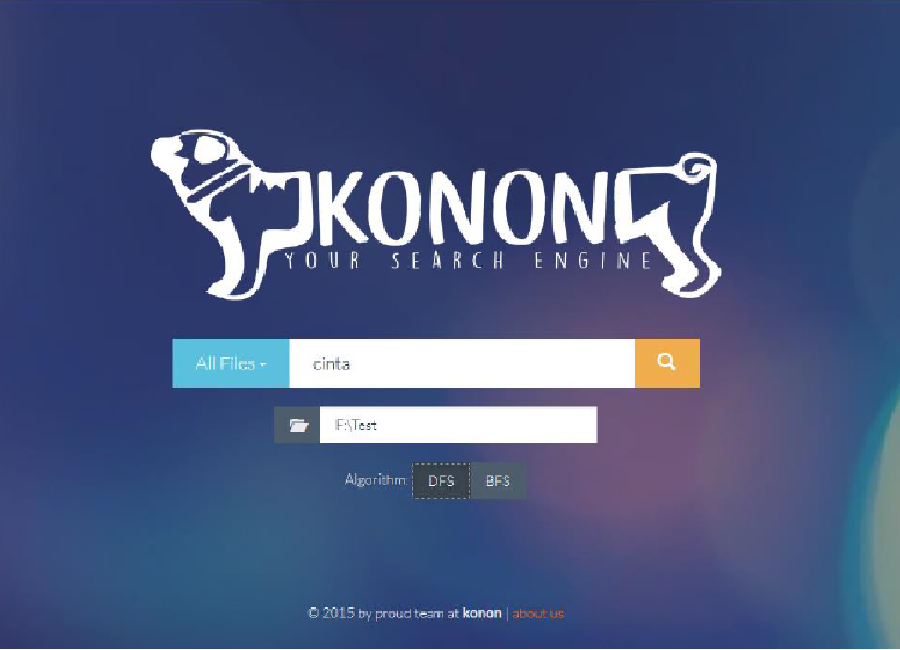 KONON
YOUR SEARCH ENGINE
All Files
cinta
F:\Test
Algorithm: DFS BFS
© 2015 by proud team at konon | about us